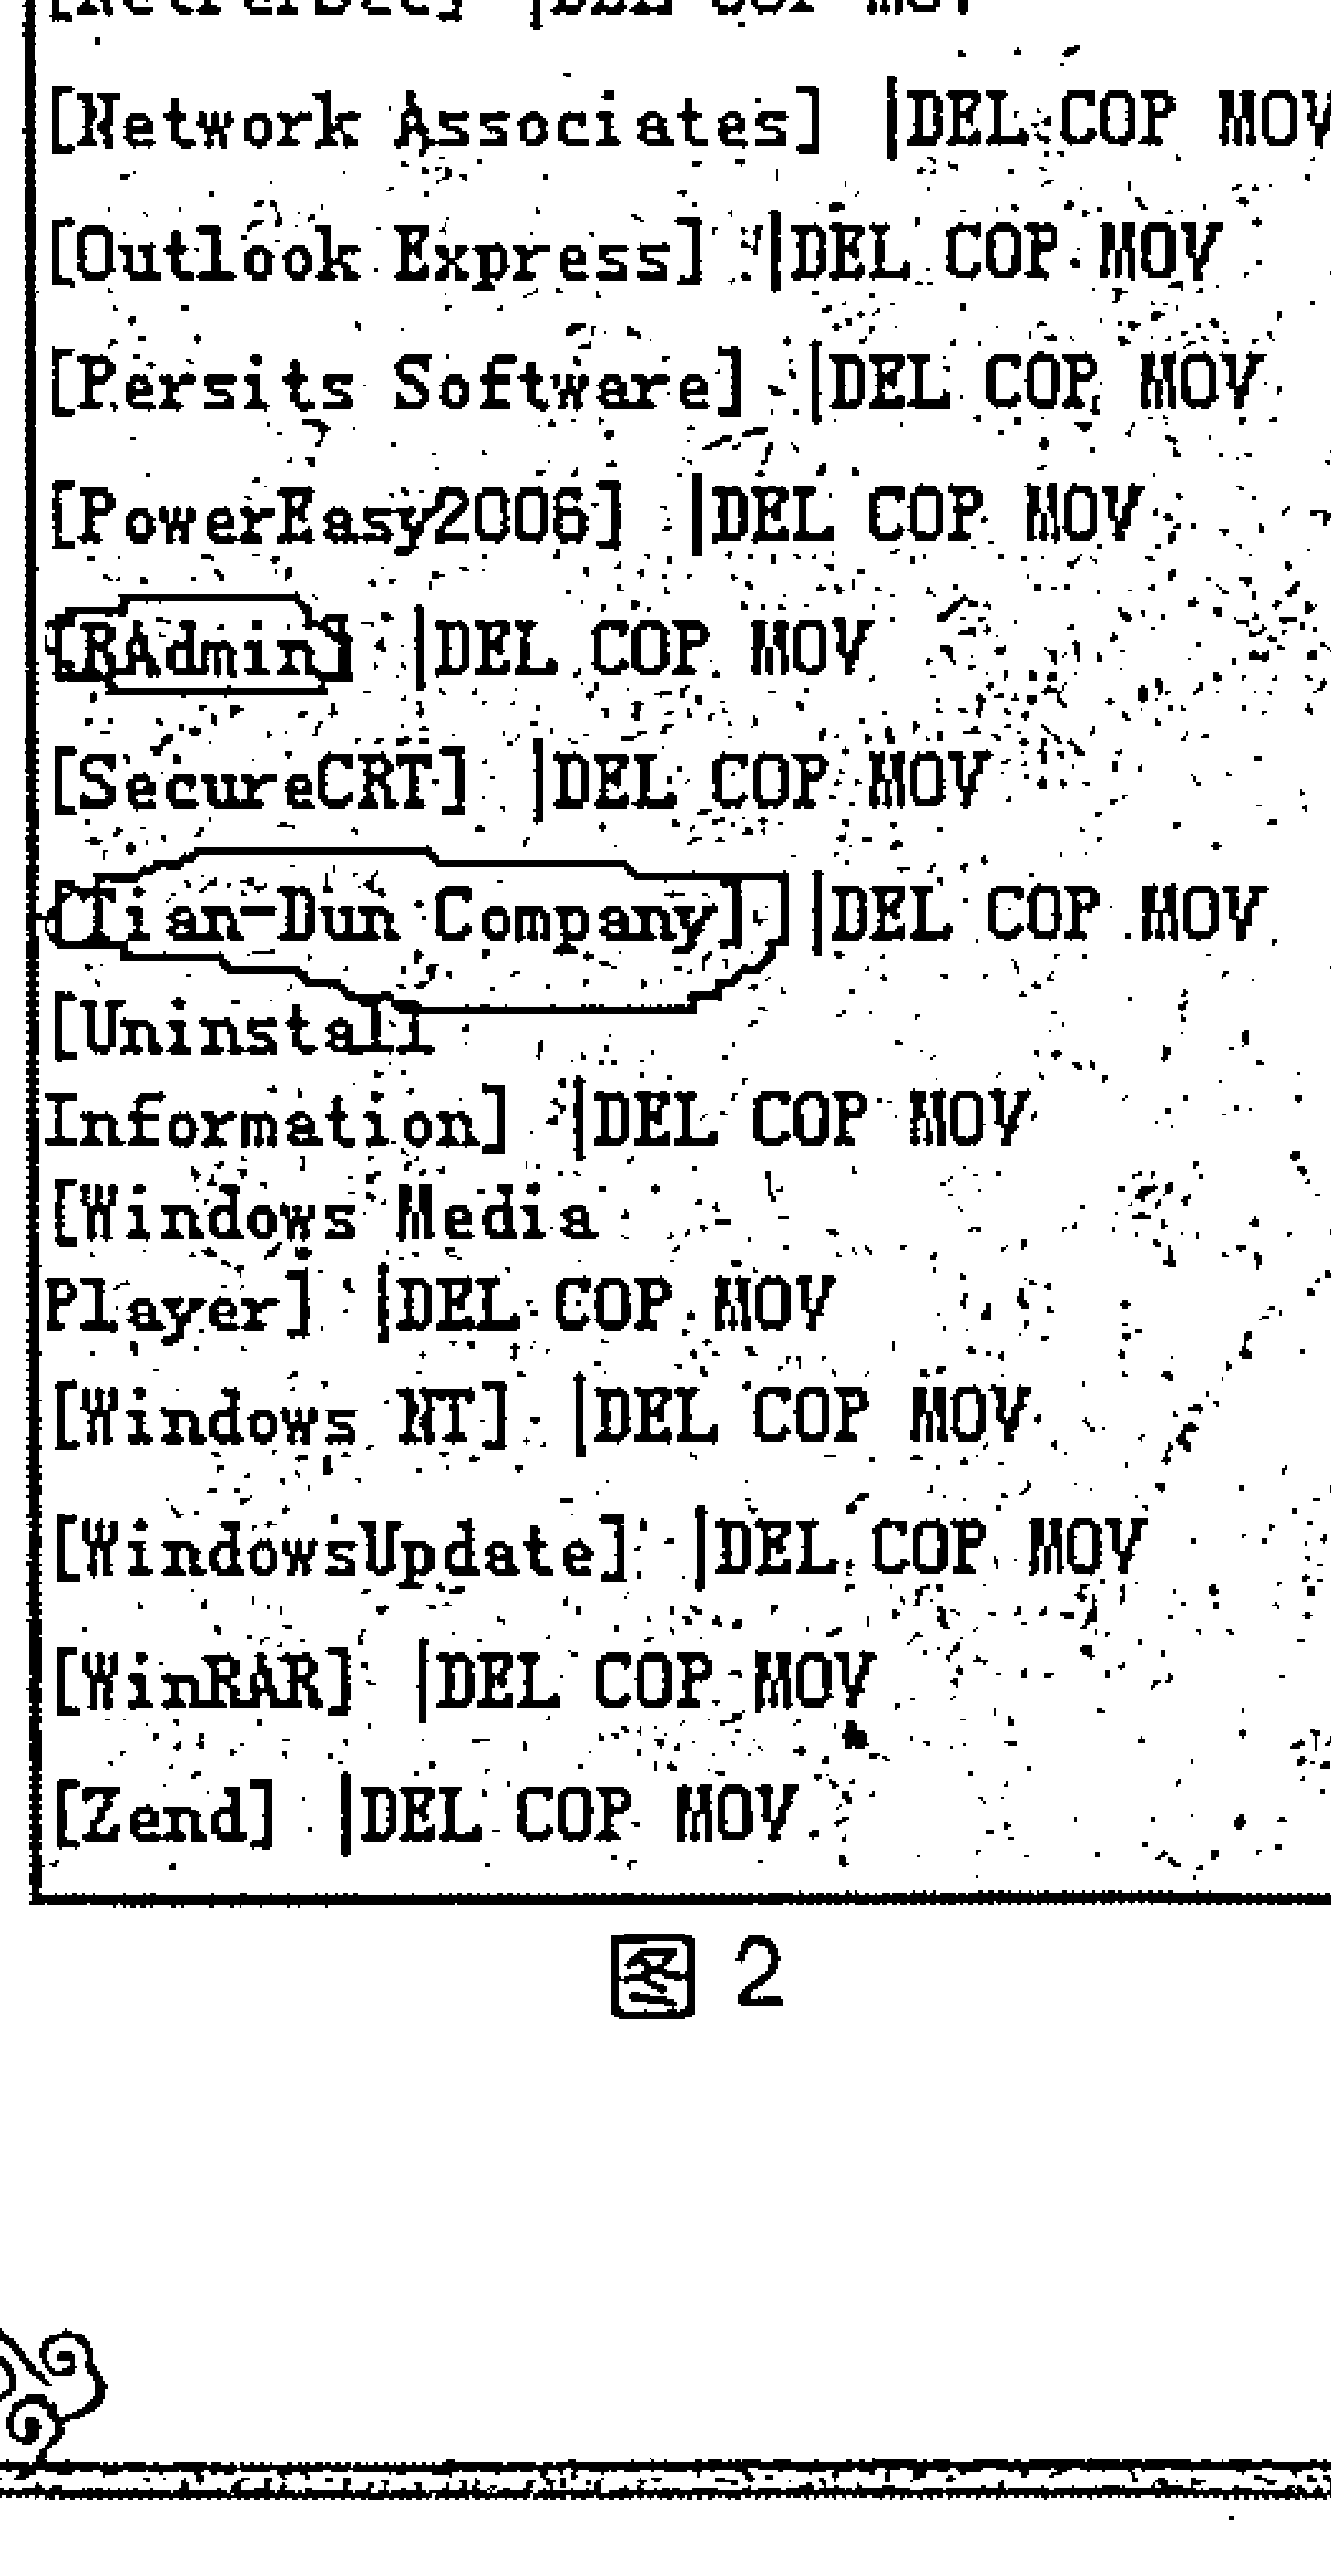 |DEL COP MOV
[Network Associates] |DEL COP MOV
[Outlook Express] |DEL COP MOV
[Persits Software] |DEL COP MOV
[PowerEasy2006] |DEL COP MOV
[RAdmin] |DEL COP MOV
[SecureCRT] |DEL COP MOV
[Tian-Dun Company] |DEL COP MOV
[Uninstall
Information] |DEL COP MOV
[Windows Media
Player] |DEL COP MOV
[Windows NT] |DEL COP MOV
[WindowsUpdate] |DEL COP MOV
[WinRAR] |DEL COP MOV
[Zend] |DEL COP MOV
图 2